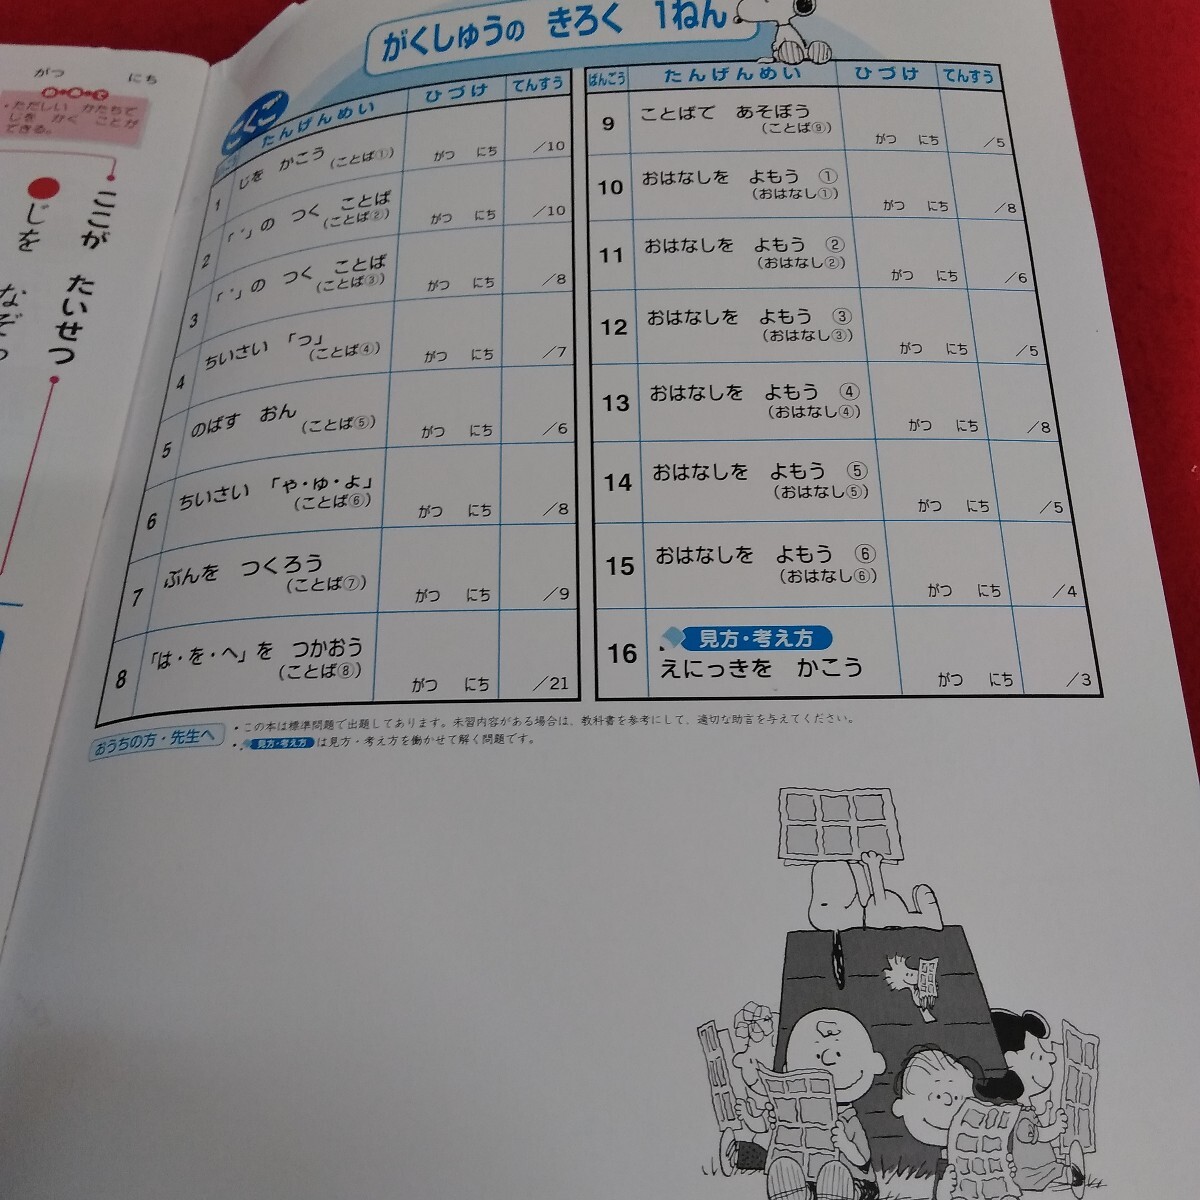 がつ　にち
・ただしい　かたちで
じを　かく　ことが
できる。
ここが　たいせつ
じを
がくしゅうの　きろく　1ねん
こくご
たんげんめい　ひづけ　てんすう
1　じを　かこう　(ことば①)　がつ　にち　/10
2　「゛」の　つく　ことば　(ことば②)　がつ　にち　/10
3　「゜」の　つく　ことば　(ことば③)　がつ　にち　/8
4　ちいさい　「っ」　(ことば④)　がつ　にち　/7
5　のばす　おん　(ことば⑤)　がつ　にち　/6
6　ちいさい　「や・ゆ・よ」　(ことば⑥)　がつ　にち　/8
7　ぶんを　つくろう　(ことば⑦)　がつ　にち　/9
8　「は・を・へ」を　つかおう　(ことば⑧)　がつ　にち　/21
ばんごう　たんげんめい　ひづけ　てんすう
9　ことばで　あそぼう　(ことば⑨)　がつ　にち　/5
10　おはなしを　よもう　①　(おはなし①)　がつ　にち　/8
11　おはなしを　よもう　②　(おはなし②)　がつ　にち　/6
12　おはなしを　よもう　③　(おはなし③)　がつ　にち　/5
13　おはなしを　よもう　④　(おはなし④)　がつ　にち　/8
14　おはなしを　よもう　⑤　(おはなし⑤)　がつ　にち　/5
15　おはなしを　よもう　⑥　(おはなし⑥)　がつ　にち　/4
16　見方・考え方　えにっきを　かこう　がつ　にち　/3
おうちの方・先生へ
・この本は標準問題で出題してあります。未習内容がある場合は、教科書を参考にして、適切な助言を与えてください。
・見方・考え方は見方・考え方を働かせて解く問題です。